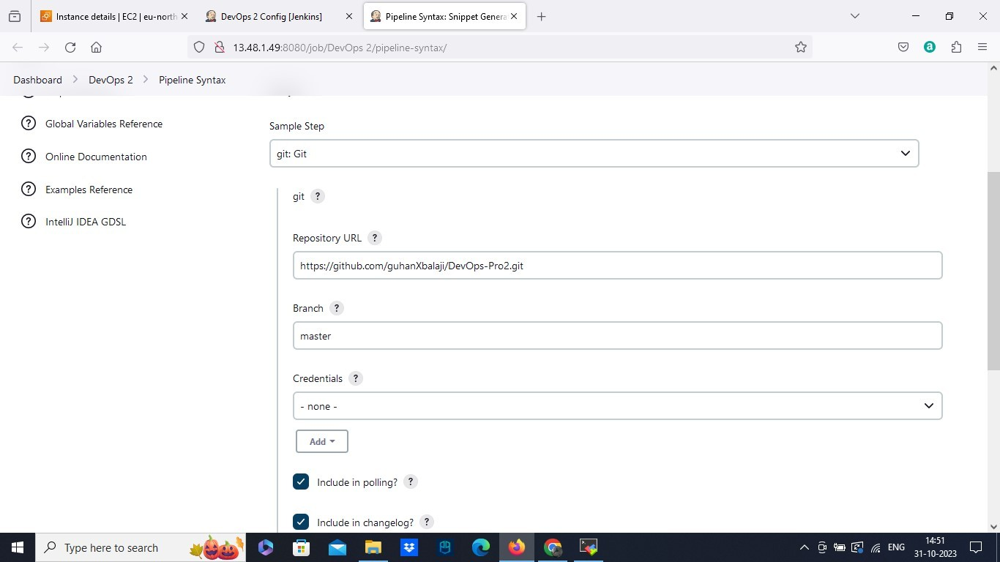 Instance details | EC2 | eu-north
DevOps 2 Config [Jenkins]
Pipeline Syntax: Snippet Genera
13.48.1.49:8080/job/DevOps 2/pipeline-syntax/
Dashboard
DevOps 2
Pipeline Syntax
? Global Variables Reference
? Online Documentation
? Examples Reference
? IntelliJ IDEA GDSL
Sample Step
git: Git
git ?
Repository URL ?
https://github.com/guhanXbalaji/DevOps-Pro2.git
Branch ?
master
Credentials ?
- none -
Add
Include in polling? ?
Include in changelog? ?
Type here to search
ENG
14:51
31-10-2023